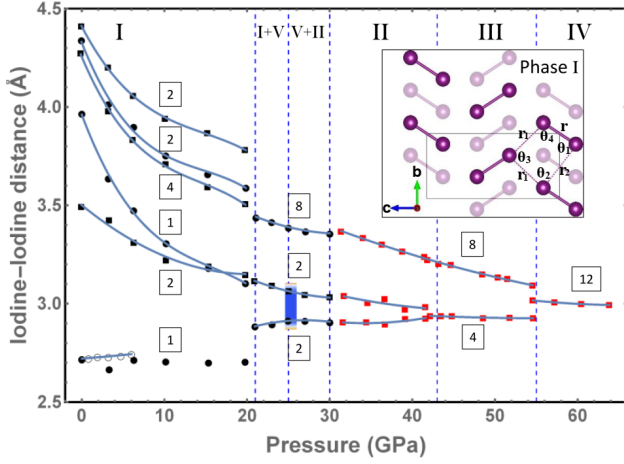 I
I+V
V+II
II
III
IV
Phase I
r₁
θ₄
r
θ₁
θ₃
r₁
θ₂
r₂
b
c
2
2
4
1
2
1
8
2
2
8
4
12
4.5
4.0
3.5
3.0
2.5
Iodine–Iodine distance (Å)
0
10
20
30
40
50
60
Pressure (GPa)